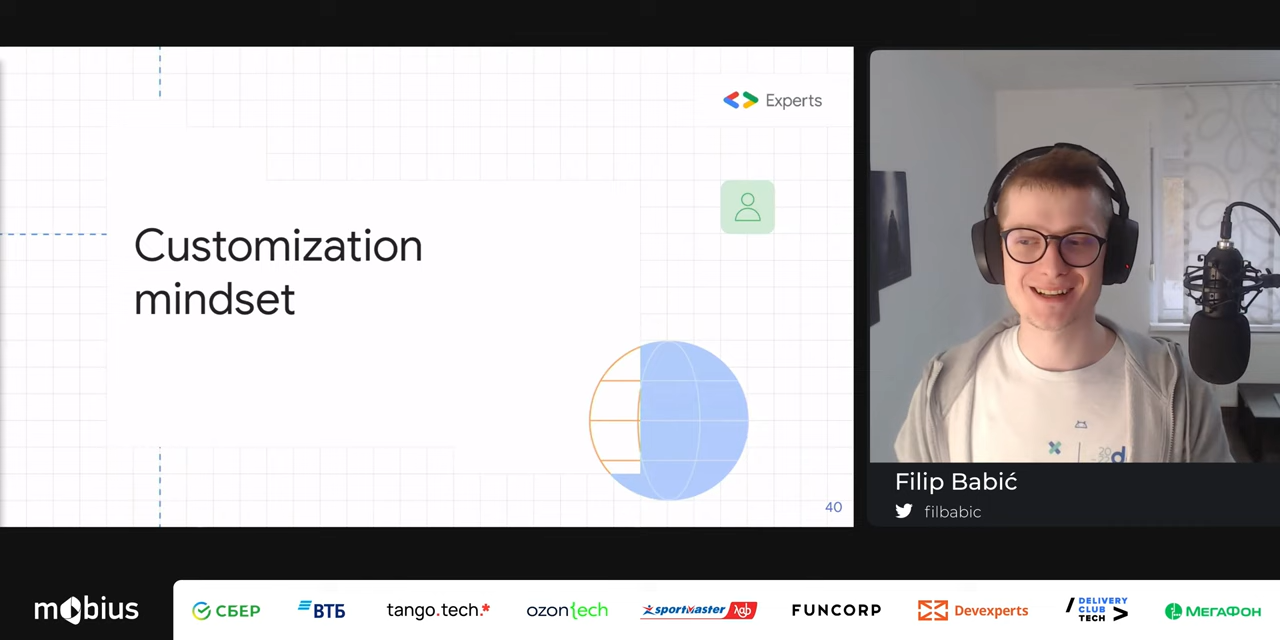 Experts
Customization
mindset
40
Filip Babić
filbabic
mobius
СБЕР
ВТБ
tango.tech.*
ozon{tech
sportmaster lab
FUNCORP
Devexperts
DELIVERY
CLUB
TECH
МЕГАФОН